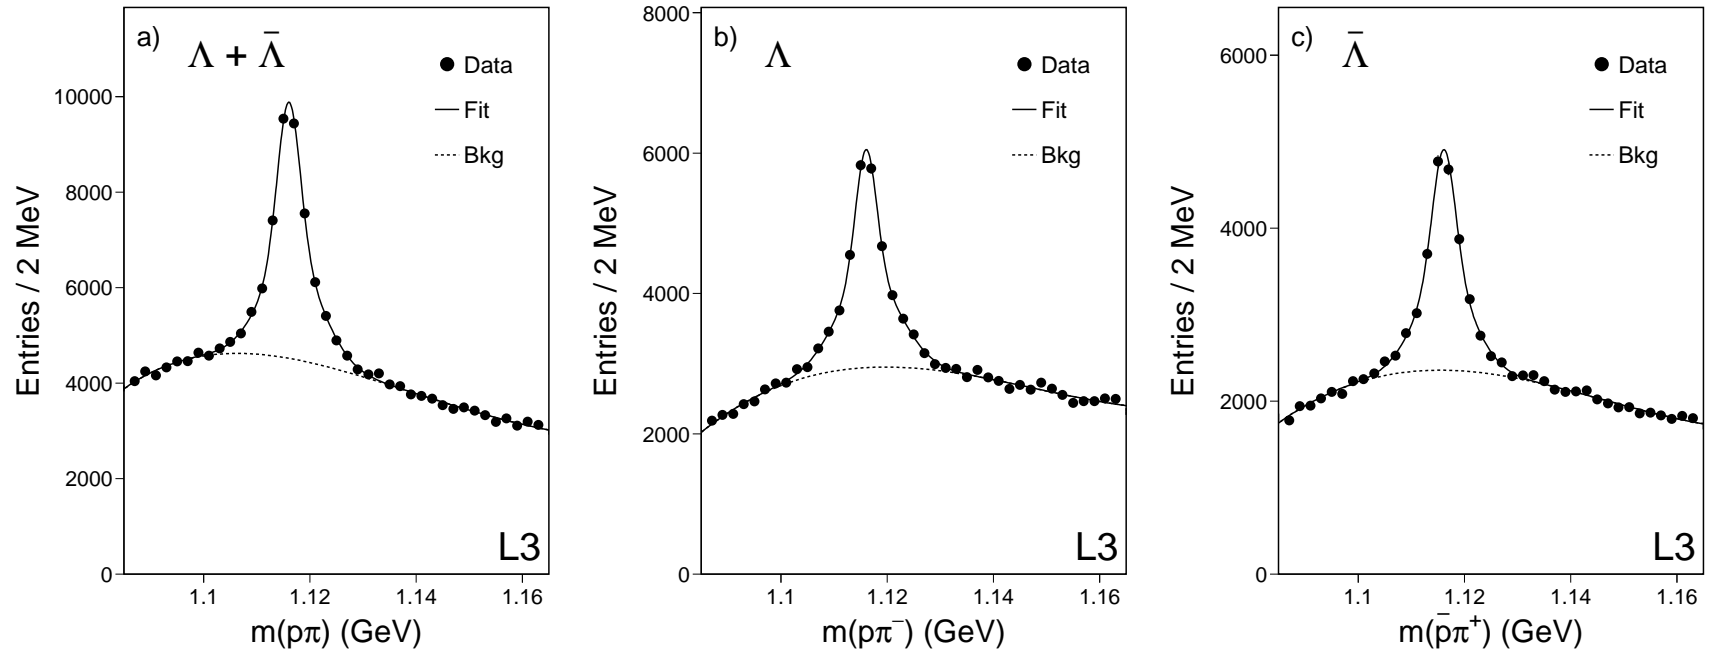 a)
Λ + Λ̄
Data
Fit
Bkg
10000
8000
6000
4000
2000
0
Entries / 2 MeV
L3
1.1 1.12 1.14 1.16
m(pπ) (GeV)
b)
Λ
Data
Fit
Bkg
8000
6000
4000
2000
0
Entries / 2 MeV
L3
1.1 1.12 1.14 1.16
m(pπ⁻) (GeV)
c)
Λ̄
Data
Fit
Bkg
6000
4000
2000
0
Entries / 2 MeV
L3
1.1 1.12 1.14 1.16
m(p̄π⁺) (GeV)